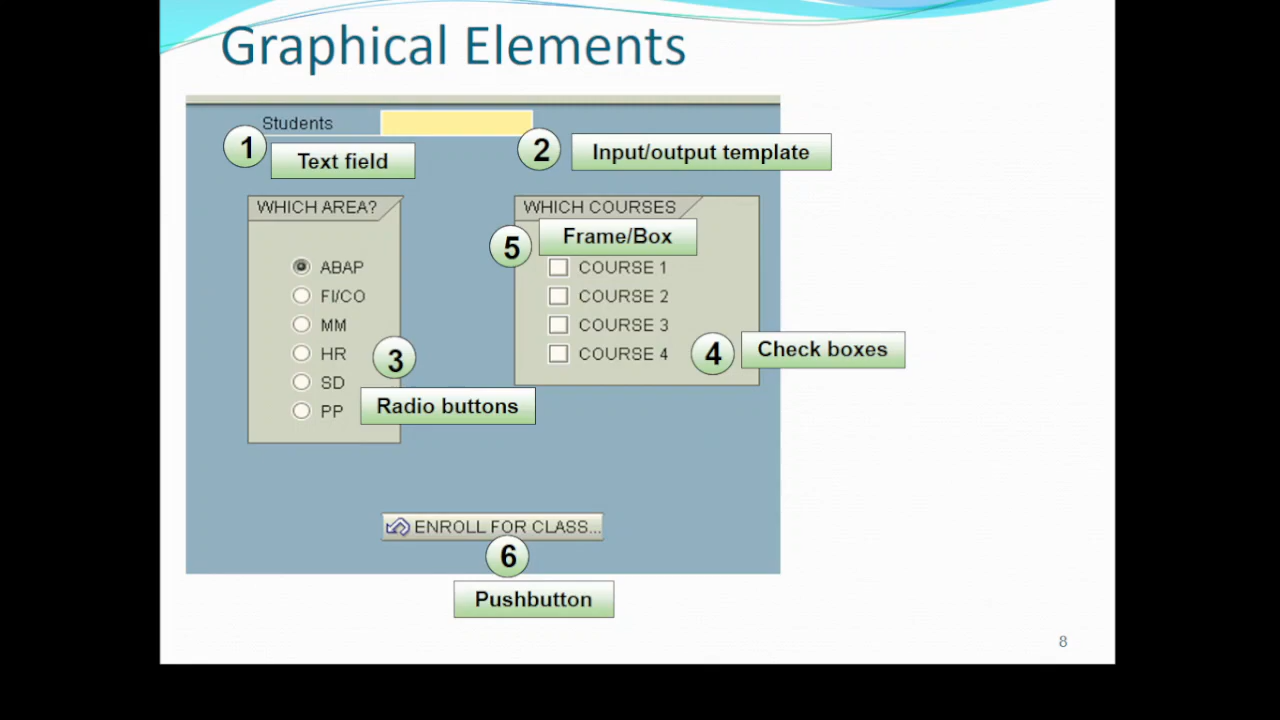 Graphical Elements
Students
1
Text field
2
Input/output template
WHICH AREA?
ABAP
FI/CO
MM
HR
SD
PP
3
Radio buttons
WHICH COURSES
5
Frame/Box
COURSE 1
COURSE 2
COURSE 3
COURSE 4
4
Check boxes
ENROLL FOR CLASS...
6
Pushbutton
8